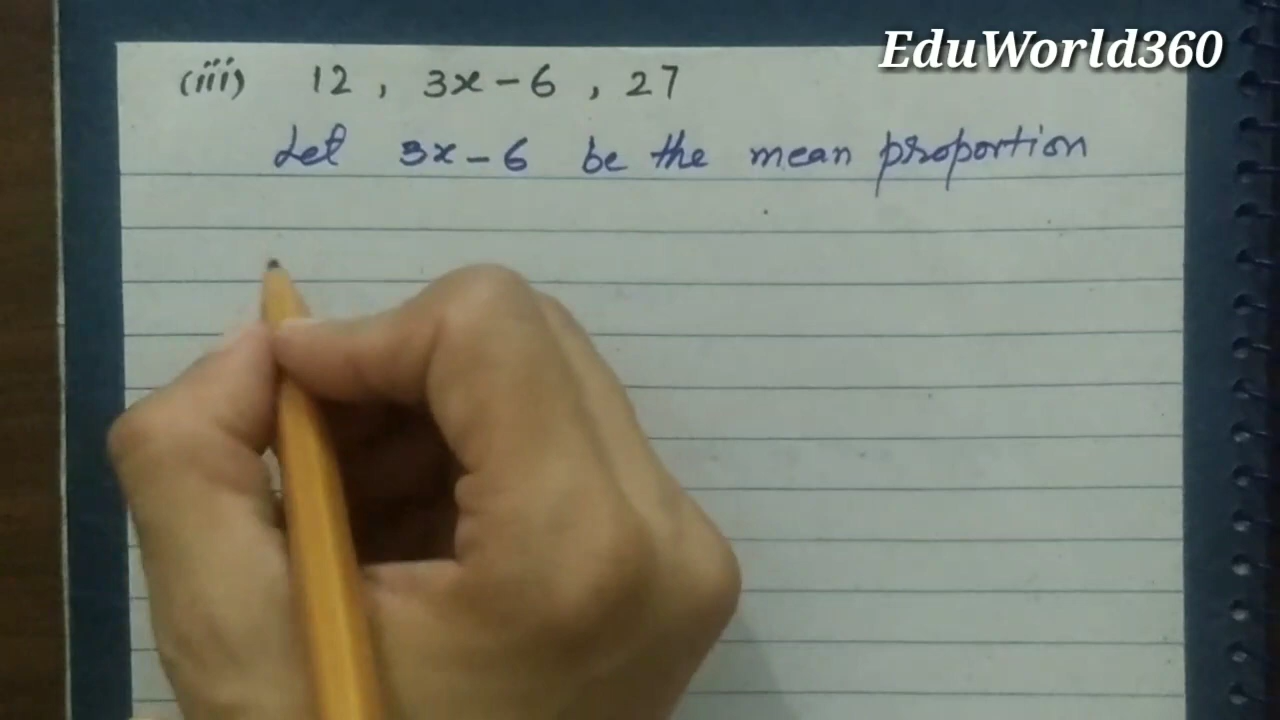 EduWorld360
(iii) 12 , 3x - 6 , 27
Let 3x - 6 be the mean proportion